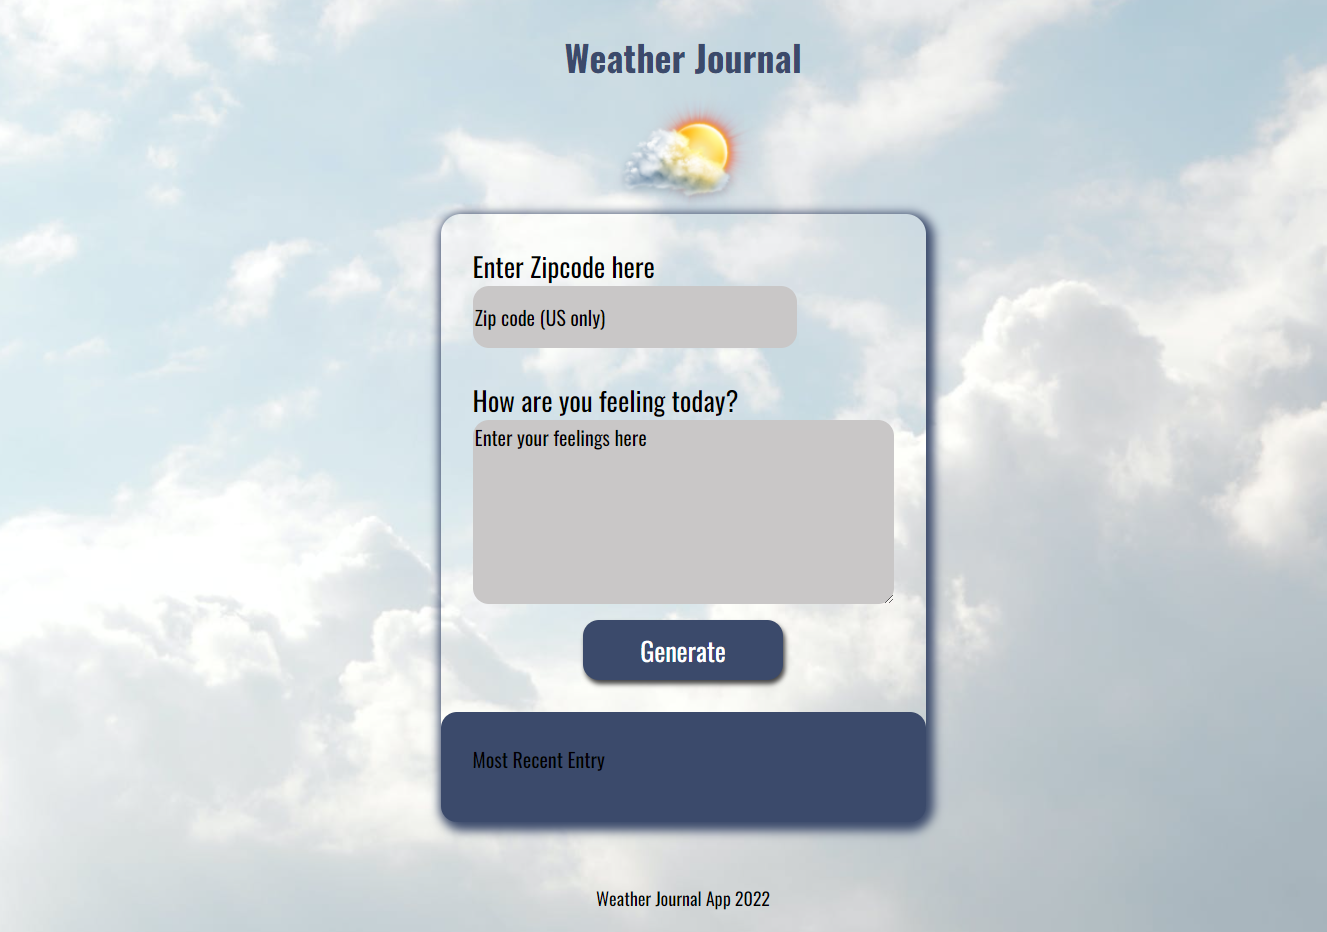 Weather Journal
Enter Zipcode here
Zip code (US only)
How are you feeling today?
Enter your feelings here
Generate
Most Recent Entry
Weather Journal App 2022